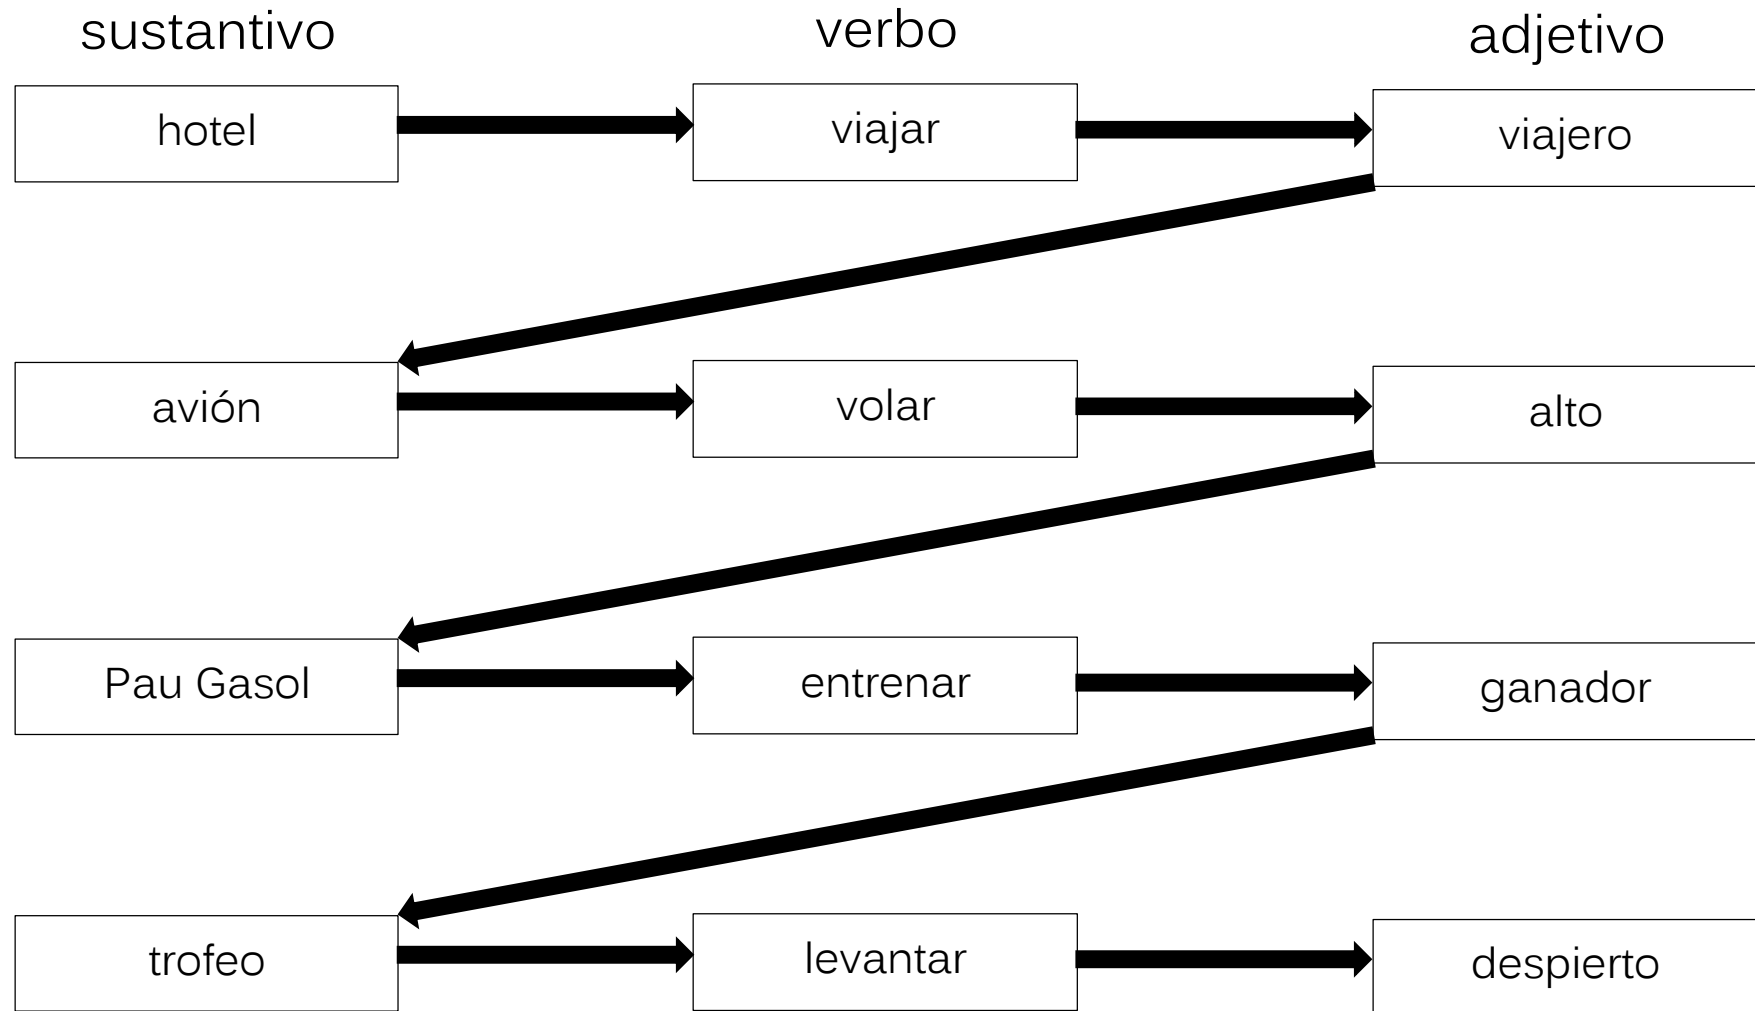 sustantivo verbo adjetivo
hotel viajar viajero
avión volar alto
Pau Gasol entrenar ganador
trofeo levantar despierto